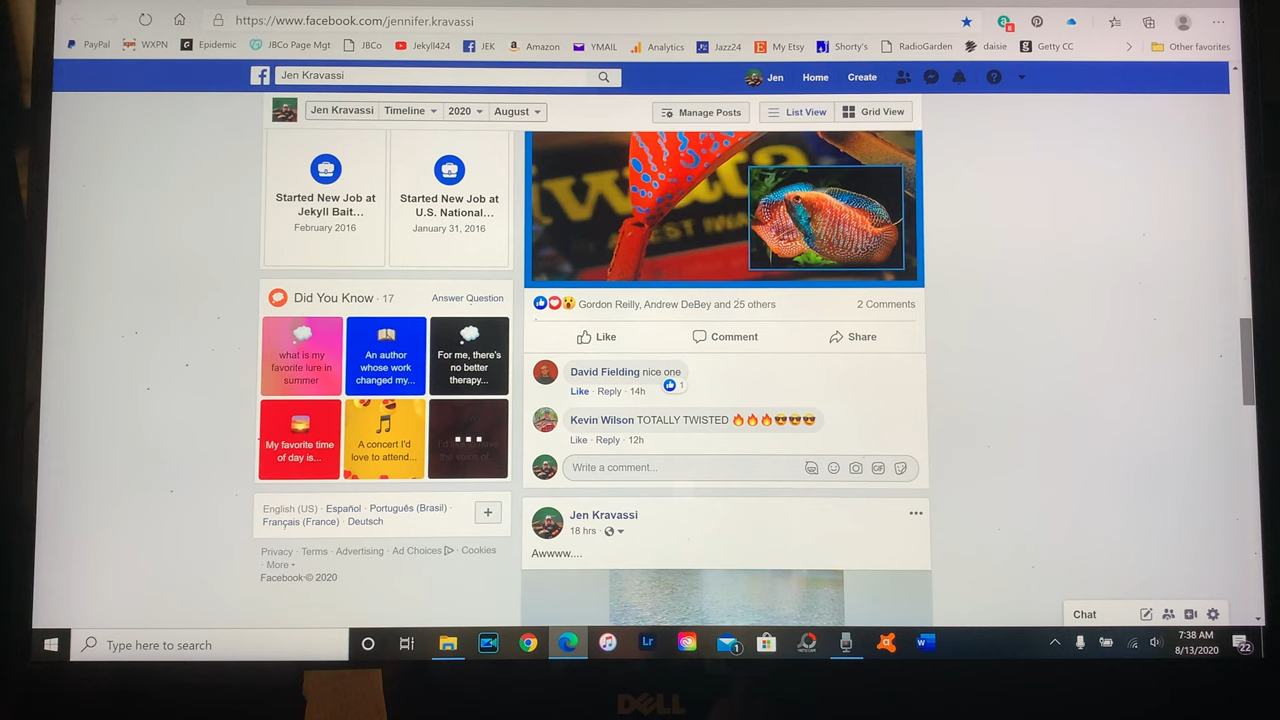 https://www.facebook.com/jennifer.kravassi
PayPal WXPN Epidemic JBCo Page Mgt JBCo Jekyll424 JEK Amazon YMAIL Analytics Jazz24 My Etsy Shorty's RadioGarden daisie Getty CC Other favorites
Jen Kravassi
Jen Home Create
Jen Kravassi Timeline 2020 August
Manage Posts List View Grid View
Started New Job at
Jekyll Bait...
February 2016
Started New Job at
U.S. National...
January 31, 2016
Did You Know · 17 Answer Question
what is my
favorite lure in
summer
An author
whose work
changed my...
For me, there's
no better
therapy...
My favorite time
of day is...
A concert I'd
love to attend...
English (US) · Español · Português (Brasil) ·
Français (France) · Deutsch
Privacy · Terms · Advertising · Ad Choices · Cookies
· More
Facebook © 2020
iwata
Gordon Reilly, Andrew DeBey and 25 others 2 Comments
Like Comment Share
David Fielding nice one
1
Like · Reply · 14h
Kevin Wilson TOTALLY TWISTED 🔥🔥🔥😎😎😎
Like · Reply · 12h
Write a comment...
GIF
Jen Kravassi
18 hrs
Awwww....
Chat
Type here to search
Lr
1
7:38 AM
8/13/2020
22
DELL